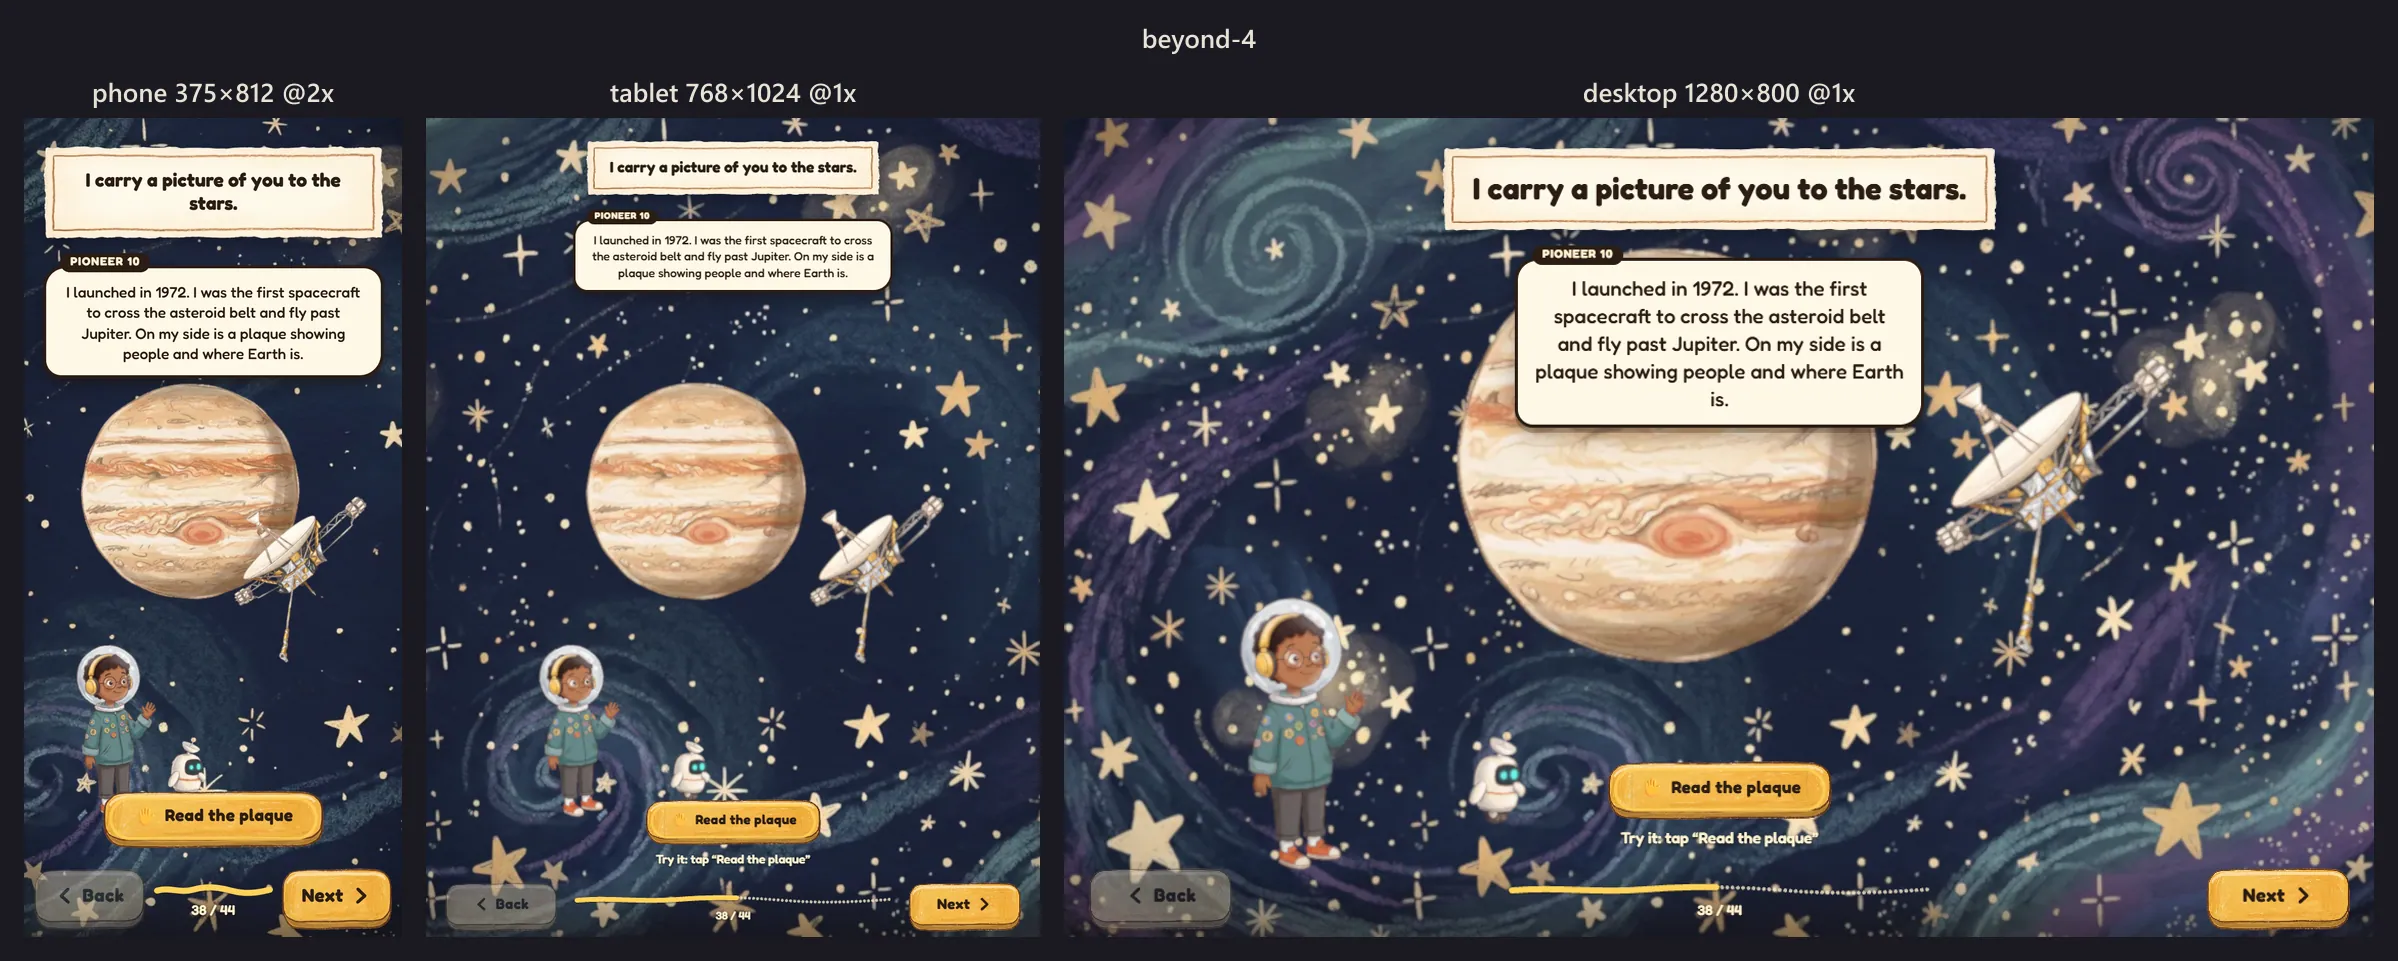 beyond-4
phone 375×812 @2x
I carry a picture of you to the
stars.
PIONEER 10
I launched in 1972. I was the first spacecraft
to cross the asteroid belt and fly past
Jupiter. On my side is a plaque showing
people and where Earth is.
Read the plaque
Back
38 / 44
Next
tablet 768×1024 @1x
I carry a picture of you to the stars.
PIONEER 10
I launched in 1972. I was the first spacecraft to cross
the asteroid belt and fly past Jupiter. On my side is a
plaque showing people and where Earth is.
Read the plaque
Try it: tap “Read the plaque”
Back
38 / 44
Next
desktop 1280×800 @1x
I carry a picture of you to the stars.
PIONEER 10
I launched in 1972. I was the first
spacecraft to cross the asteroid belt
and fly past Jupiter. On my side is a
plaque showing people and where Earth
is.
Read the plaque
Try it: tap “Read the plaque”
Back
38 / 44
Next